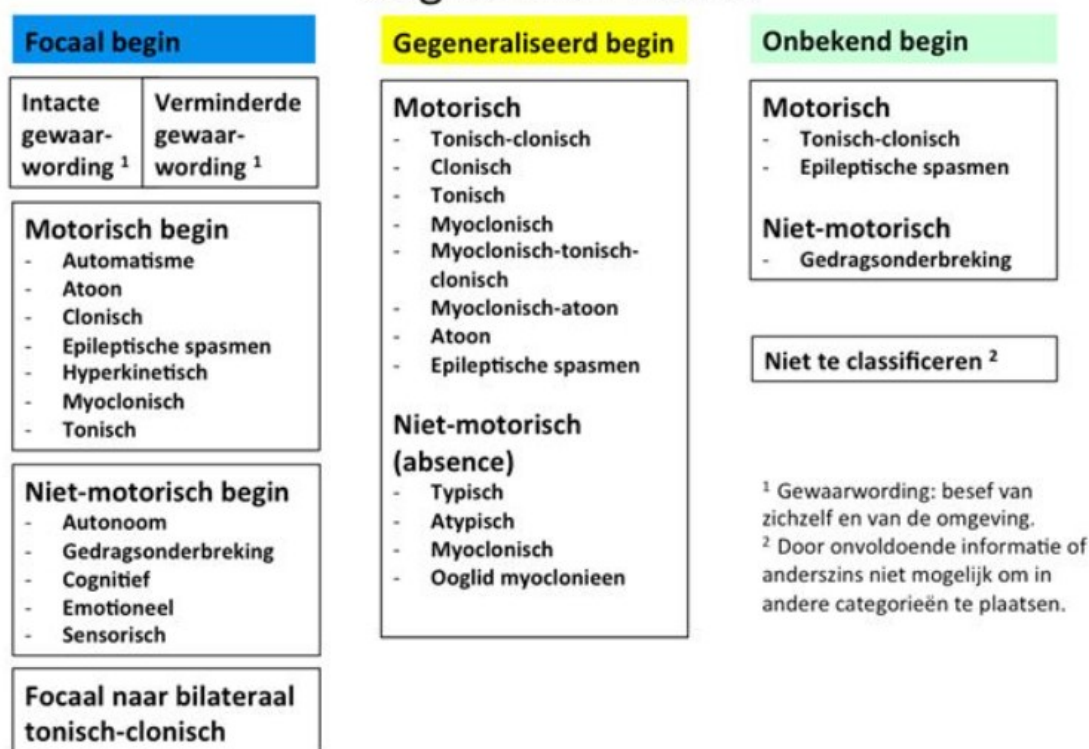 Focaal begin
Intacte
gewaar-
wording ¹
Verminderde
gewaar-
wording ¹
Motorisch begin
- Automatisme
- Atoon
- Clonisch
- Epileptische spasmen
- Hyperkinetisch
- Myoclonisch
- Tonisch
Niet-motorisch begin
- Autonoom
- Gedragsonderbreking
- Cognitief
- Emotioneel
- Sensorisch
Focaal naar bilateraal
tonisch-clonisch
Gegeneraliseerd begin
Motorisch
- Tonisch-clonisch
- Clonisch
- Tonisch
- Myoclonisch
- Myoclonisch-tonisch-
clonisch
- Myoclonisch-atoon
- Atoon
- Epileptische spasmen
Niet-motorisch
(absence)
- Typisch
- Atypisch
- Myoclonisch
- Ooglid myoclonieen
Onbekend begin
Motorisch
- Tonisch-clonisch
- Epileptische spasmen
Niet-motorisch
- Gedragsonderbreking
Niet te classificeren ²
¹ Gewaarwording: besef van
zichzelf en van de omgeving.
² Door onvoldoende informatie of
anderszins niet mogelijk om in
andere categorieën te plaatsen.